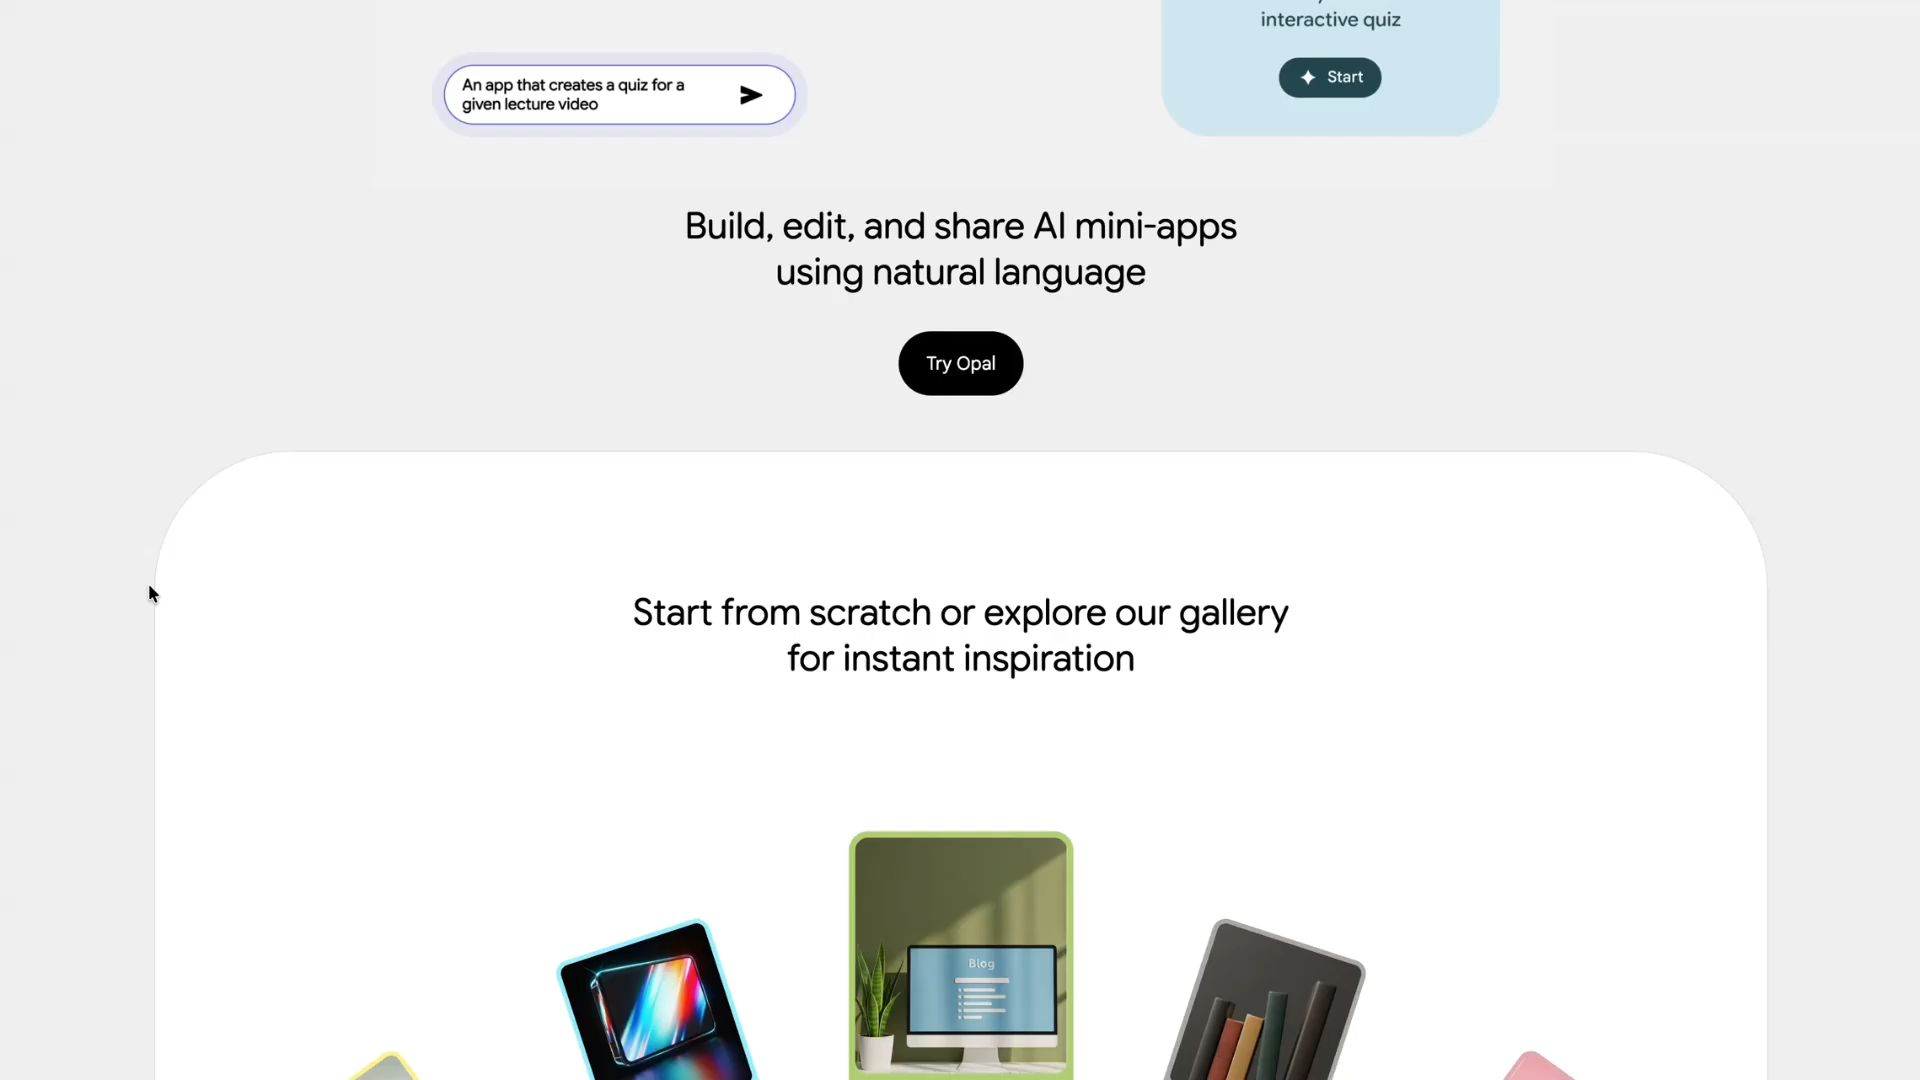 interactive quiz
Start
An app that creates a quiz for a
given lecture video
Build, edit, and share AI mini-apps
using natural language
Try Opal
Start from scratch or explore our gallery
for instant inspiration
Blog